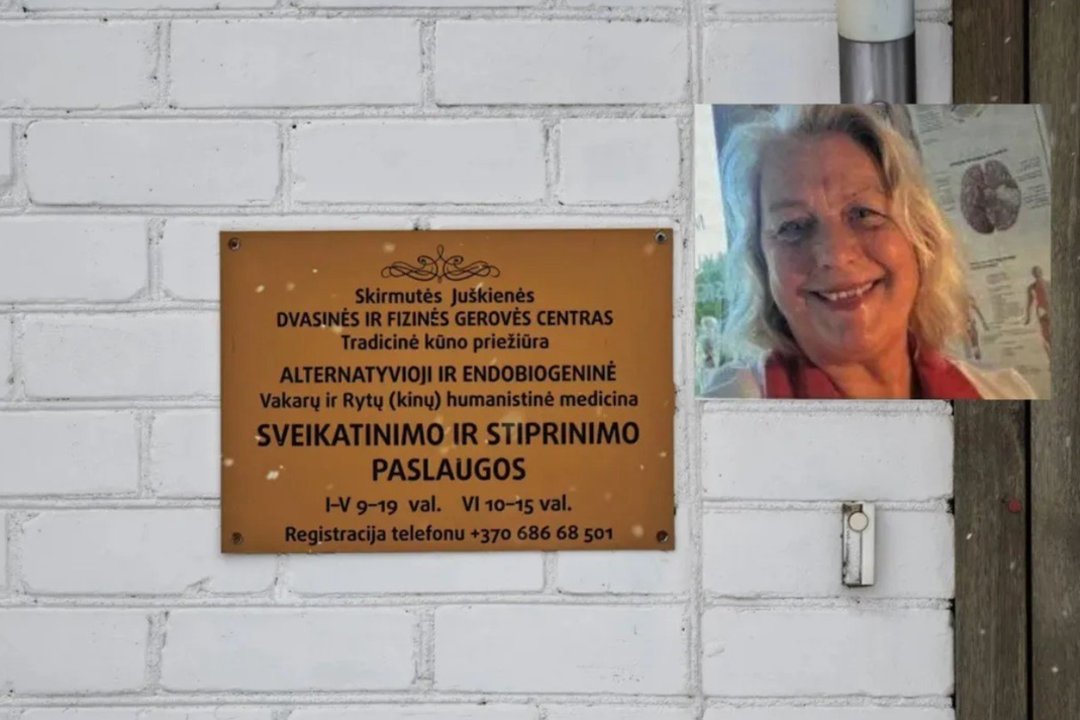 Skirmutės Juškienės
DVASINĖS IR FIZINĖS GEROVĖS CENTRAS
Tradicinė kūno priežiūra
ALTERNATYVIOJI IR ENDOBIOGENINĖ
Vakarų ir Rytų (kinų) humanistinė medicina
SVEIKATINIMO IR STIPRINIMO
PASLAUGOS
I–V 9–19 val. VI 10–15 val.
Registracija telefonu +370 686 68 501